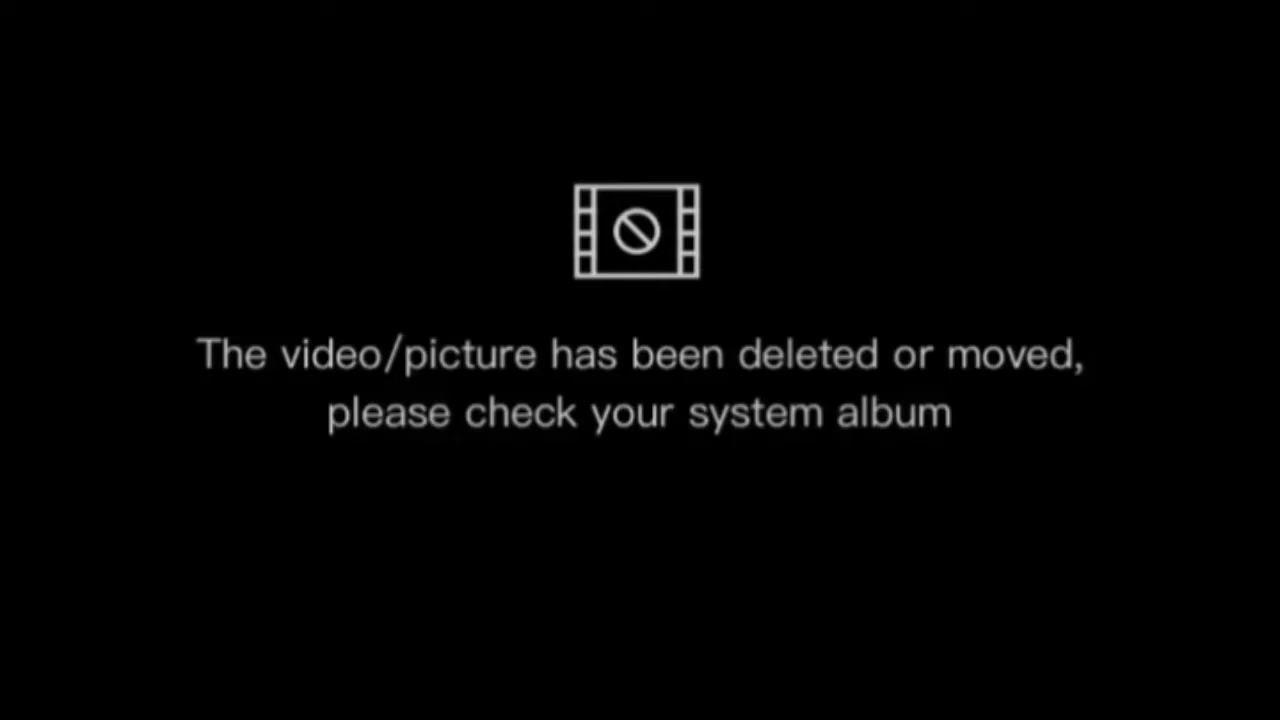 The video/picture has been deleted or moved,
please check your system album